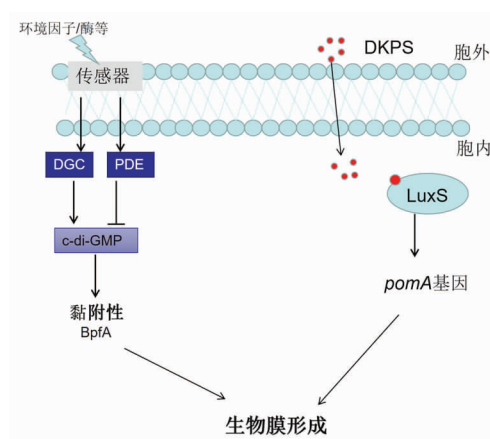 环境因子/酶等
DKPS
胞外
传感器
胞内
DGC
PDE
LuxS
c-di-GMP
pomA基因
黏附性
BpfA
生物膜形成